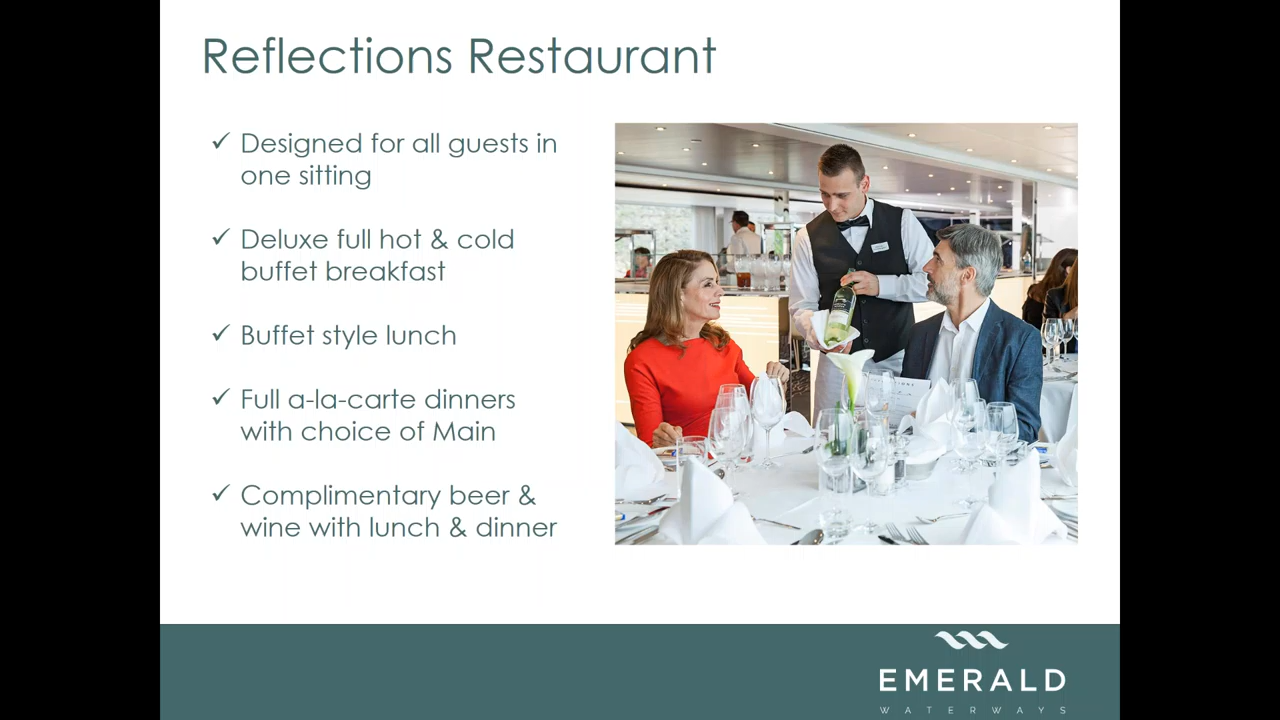 Reflections Restaurant
✓ Designed for all guests in
one sitting
✓ Deluxe full hot & cold
buffet breakfast
✓ Buffet style lunch
✓ Full a-la-carte dinners
with choice of Main
✓ Complimentary beer &
wine with lunch & dinner
EMERALD
WATERWAYS